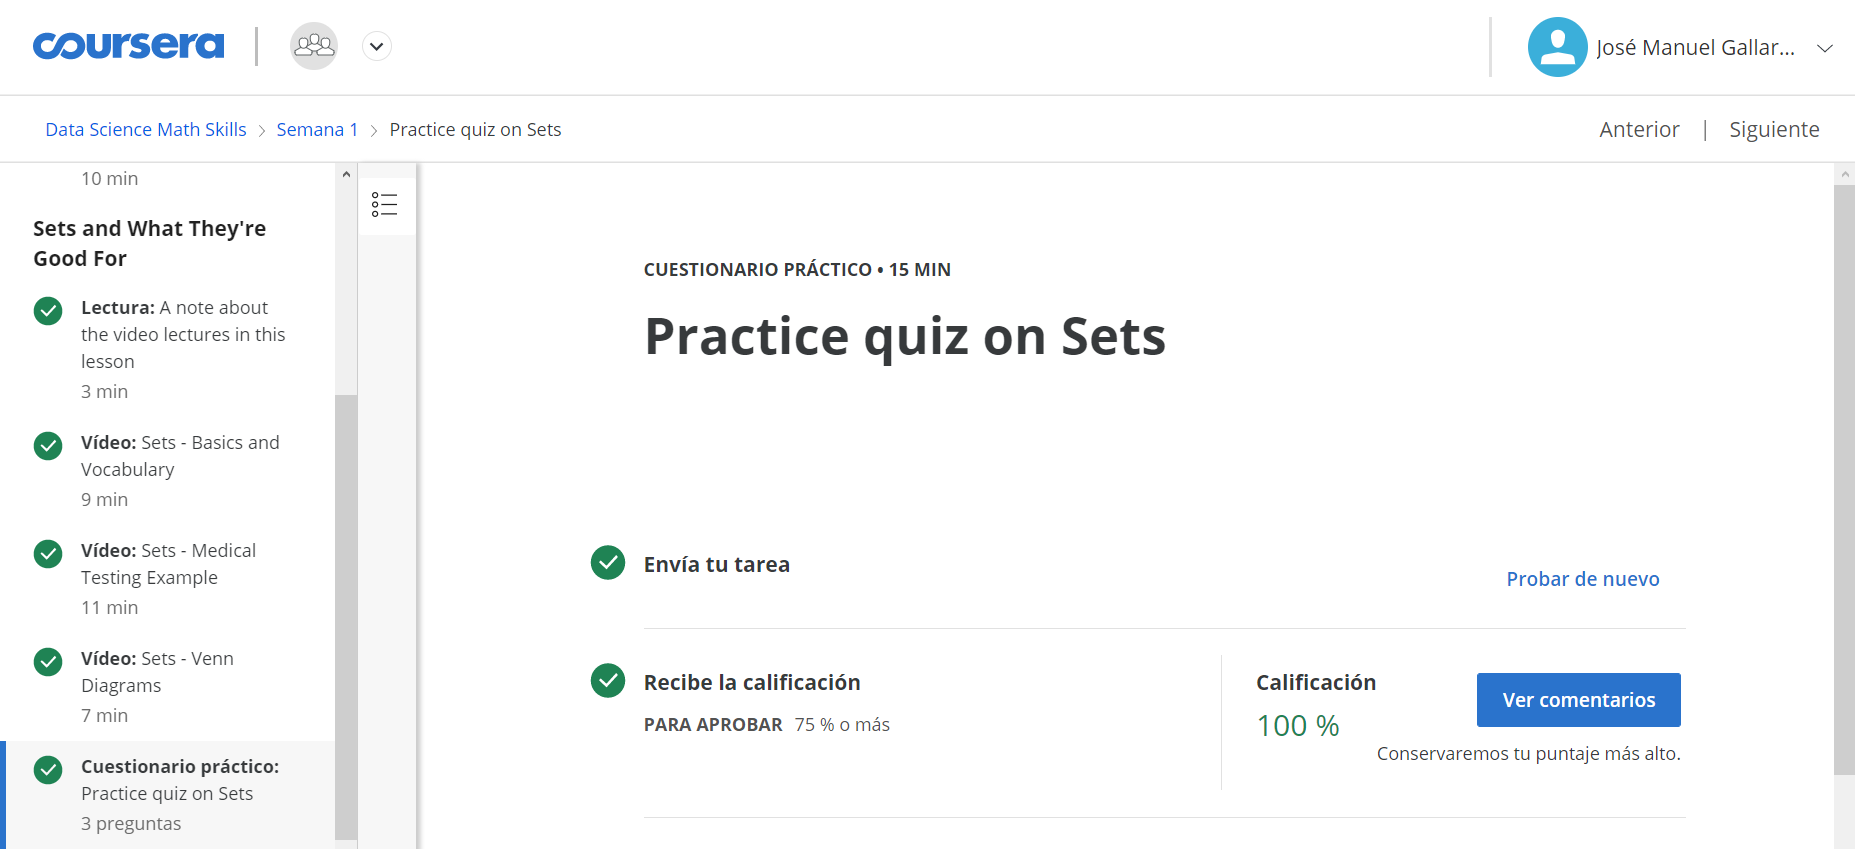 coursera
José Manuel Gallar...
Data Science Math Skills > Semana 1 > Practice quiz on Sets
Anterior | Siguiente
10 min
Sets and What They're
Good For
Lectura: A note about
the video lectures in this
lesson
3 min
Vídeo: Sets - Basics and
Vocabulary
9 min
Vídeo: Sets - Medical
Testing Example
11 min
Vídeo: Sets - Venn
Diagrams
7 min
Cuestionario práctico:
Practice quiz on Sets
3 preguntas
CUESTIONARIO PRÁCTICO • 15 MIN
Practice quiz on Sets
Envía tu tarea
Probar de nuevo
Recibe la calificación
PARA APROBAR 75 % o más
Calificación
100 %
Ver comentarios
Conservaremos tu puntaje más alto.